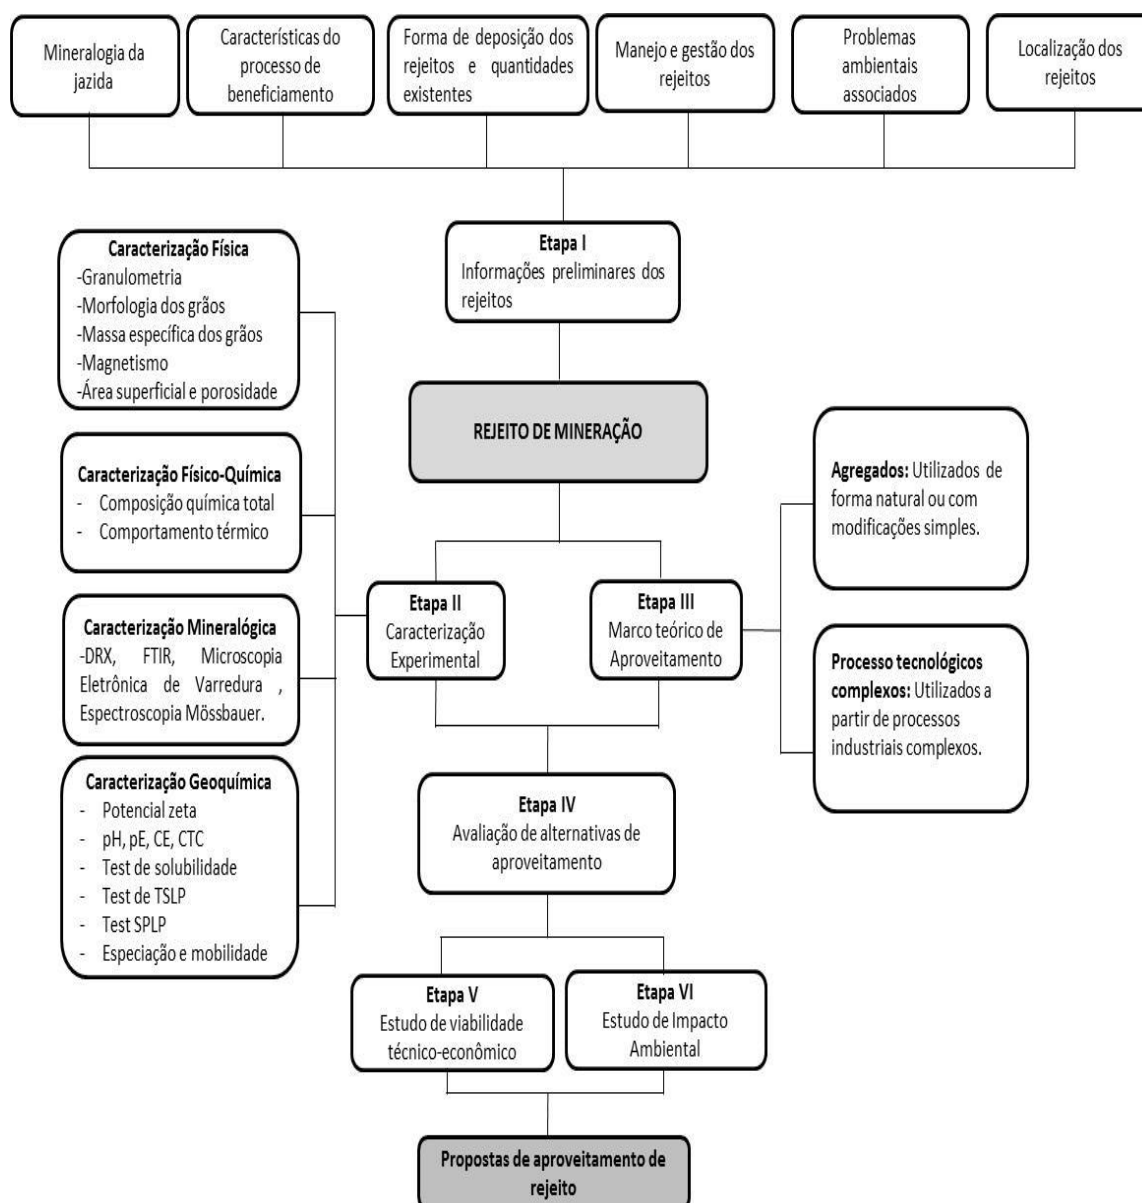 Mineralogia da
jazida
Características do
processo de
beneficiamento
Forma de deposição dos
rejeitos e quantidades
existentes
Manejo e gestão dos
rejeitos
Problemas
ambientais
associados
Localização dos
rejeitos
Etapa I
Informações preliminares dos
rejeitos
Caracterização Física
-Granulometria
-Morfologia dos grãos
-Massa específica dos grãos
-Magnetismo
-Área superficial e porosidade
REJEITO DE MINERAÇÃO
Caracterização Físico-Química
- Composição química total
- Comportamento térmico
Agregados: Utilizados de
forma natural ou com
modificações simples.
Etapa II
Caracterização
Experimental
Etapa III
Marco teórico de
Aproveitamento
Caracterização Mineralógica
-DRX, FTIR, Microscopia
Eletrônica de Varredura ,
Espectroscopia Mössbauer.
Processo tecnológicos
complexos: Utilizados a
partir de processos
industriais complexos.
Caracterização Geoquímica
- Potencial zeta
- pH, pE, CE, CTC
- Test de solubilidade
- Test de TSLP
- Test SPLP
- Especiação e mobilidade
Etapa IV
Avaliação de alternativas de
aproveitamento
Etapa V
Estudo de viabilidade
técnico-econômico
Etapa VI
Estudo de Impacto
Ambiental
Propostas de aproveitamento de
rejeito